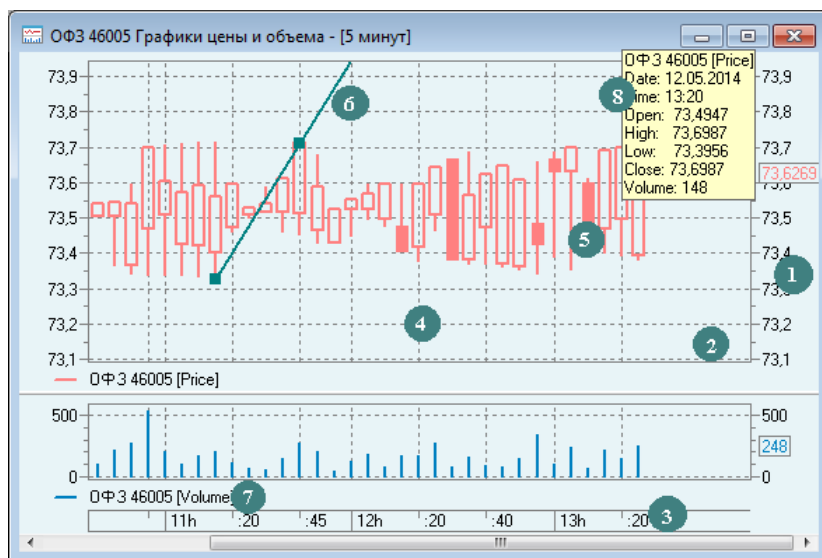 ОФЗ 46005 Графики цены и объема - [5 минут]
73,9
73,8
73,7
73,6
73,5
73,4
73,3
73,2
73,1
6
8
ОФЗ 46005 [Price]
Date: 12.05.2014
Time: 13:20
Open: 73,4947
High: 73,6987
Low: 73,3956
Close: 73,6987
Volume: 148
73,9
73,8
73,7
73,6269
73,6
73,5
73,4
73,3
73,2
73,1
5
1
4
2
ОФЗ 46005 [Price]
500
0
500
248
0
ОФЗ 46005 [Volume]
7
11h :20 :45 12h :20 :40 13h :20
3